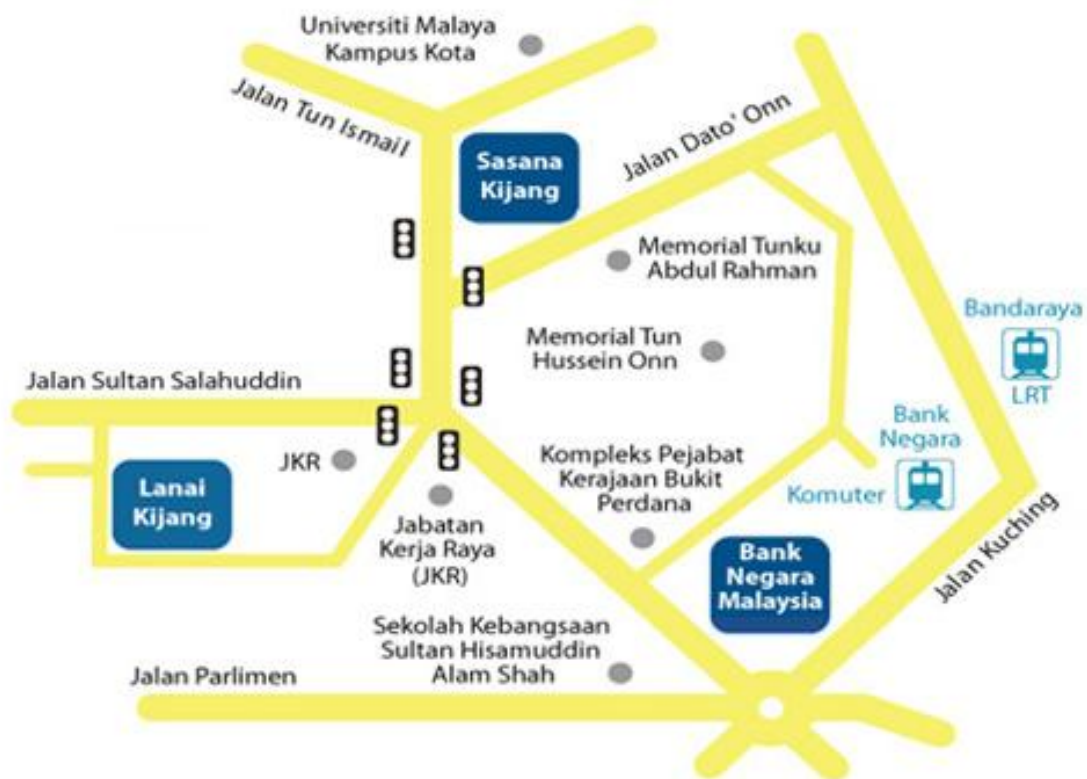 Universiti Malaya
Kampus Kota
Jalan Tun Ismail
Sasana
Kijang
Jalan Dato' Onn
Memorial Tunku
Abdul Rahman
Bandaraya
LRT
Memorial Tun
Hussein Onn
Jalan Sultan Salahuddin
Bank
Negara
Komuter
JKR
Kompleks Pejabat
Kerajaan Bukit
Perdana
Lanai
Kijang
Jabatan
Kerja Raya
(JKR)
Bank
Negara
Malaysia
Jalan Kuching
Sekolah Kebangsaan
Sultan Hisamuddin
Alam Shah
Jalan Parlimen